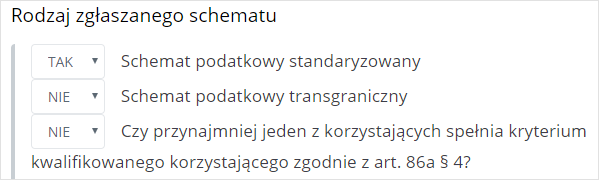 Rodzaj zgłaszanego schematu
TAK Schemat podatkowy standaryzowany
NIE Schemat podatkowy transgraniczny
NIE Czy przynajmniej jeden z korzystających spełnia kryterium
kwalifikowanego korzystającego zgodnie z art. 86a § 4?